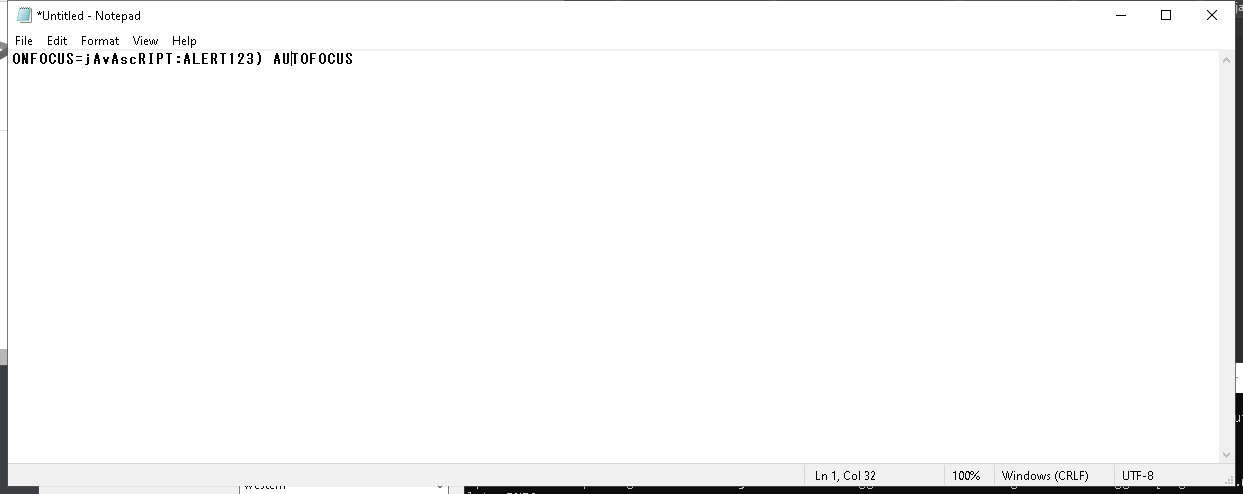 *Untitled - Notepad
File Edit Format View Help
ONFOCUS=jAvAscRIPT:ALERT123) AUTOFOCUS
Ln 1, Col 32 100% Windows (CRLF) UTF-8